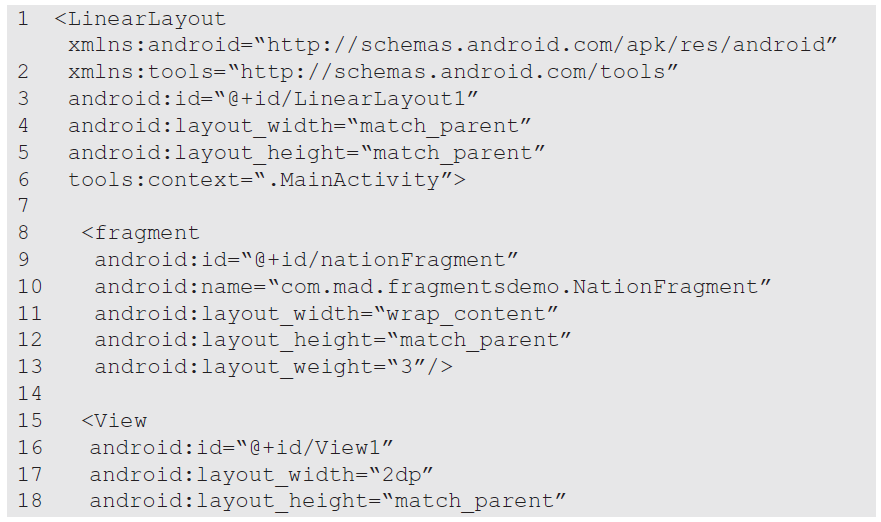 1 <LinearLayout
xmlns:android=“http://schemas.android.com/apk/res/android”
2 xmlns:tools=“http://schemas.android.com/tools”
3 android:id=“@+id/LinearLayout1”
4 android:layout_width=“match_parent”
5 android:layout_height=“match_parent”
6 tools:context=“.MainActivity”>
7
8 <fragment
9 android:id=“@+id/nationFragment”
10 android:name=“com.mad.fragmentsdemo.NationFragment”
11 android:layout_width=“wrap_content”
12 android:layout_height=“match_parent”
13 android:layout_weight=“3”/>
14
15 <View
16 android:id=“@+id/View1”
17 android:layout_width=“2dp”
18 android:layout_height=“match_parent”